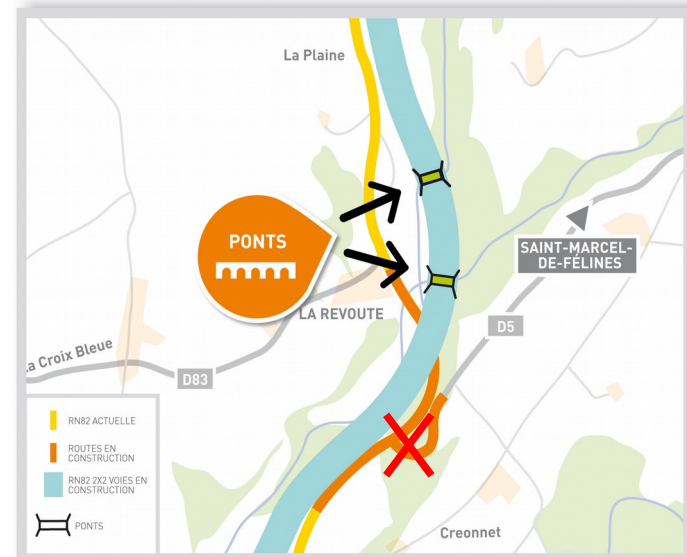 La Plaine
PONTS
SAINT-MARCEL-
DE-FÉLINES
LA REVOUTE
D5
a Croix Bleue
D83
RN82 ACTUELLE
ROUTES EN
CONSTRUCTION
RN82 2X2 VOIES EN
CONSTRUCTION
PONTS
Creonnet